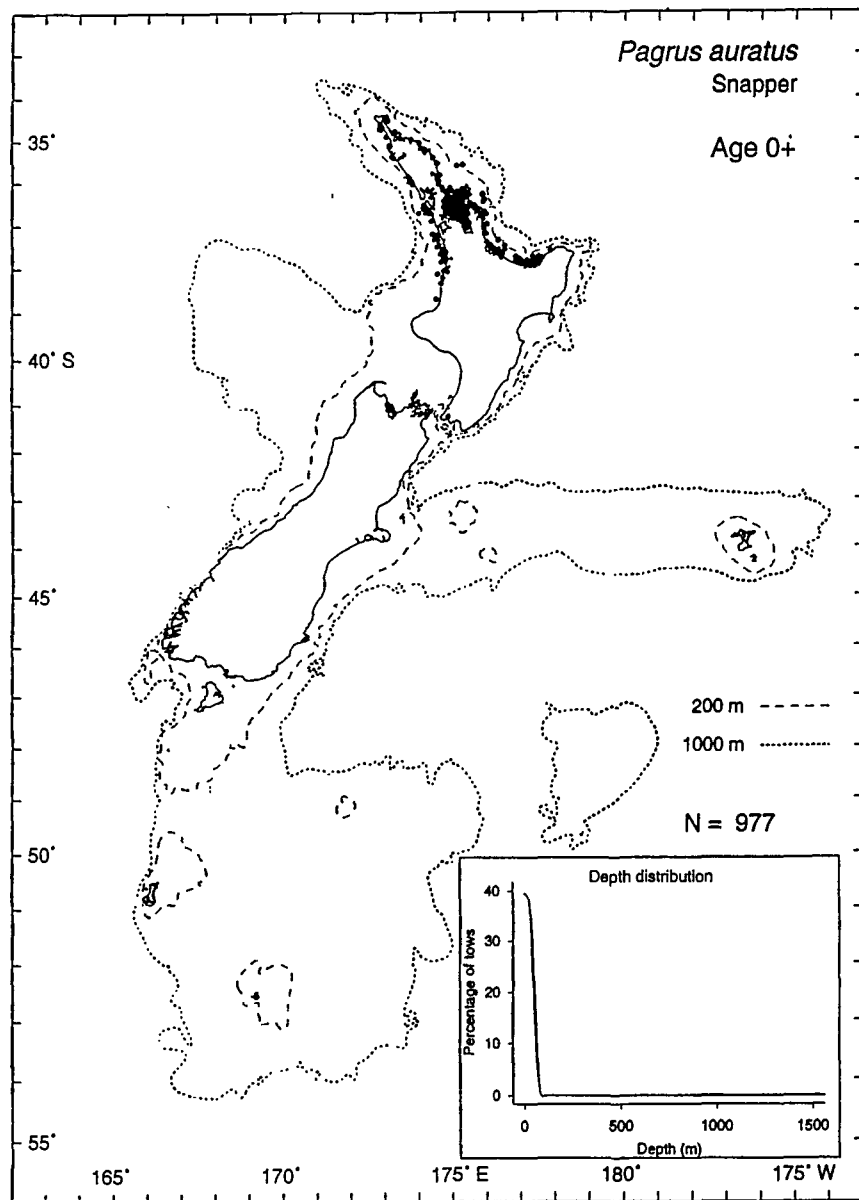 Pagrus auratus
Snapper
Age 0+
35°
40° S
45°
50°
55°
200 m
1000 m
N = 977
Depth distribution
Percentage of tows
40
30
20
10
0
0 500 1000 1500
Depth (m)
165° 170° 175° E 180° 175° W